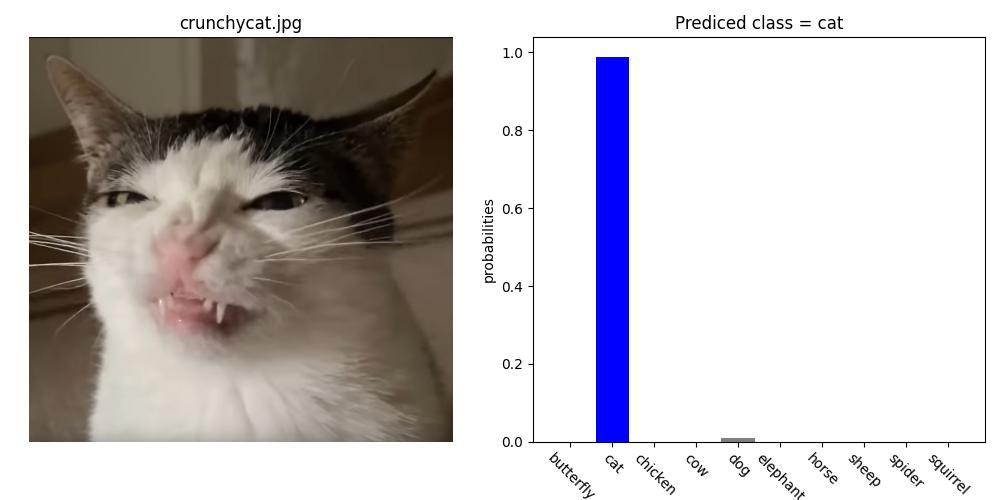 crunchycat.jpg
Prediced class = cat
1.0
0.8
0.6
0.4
0.2
0.0
probabilities
butterfly
cat
chicken
cow
dog
elephant
horse
sheep
spider
squirrel